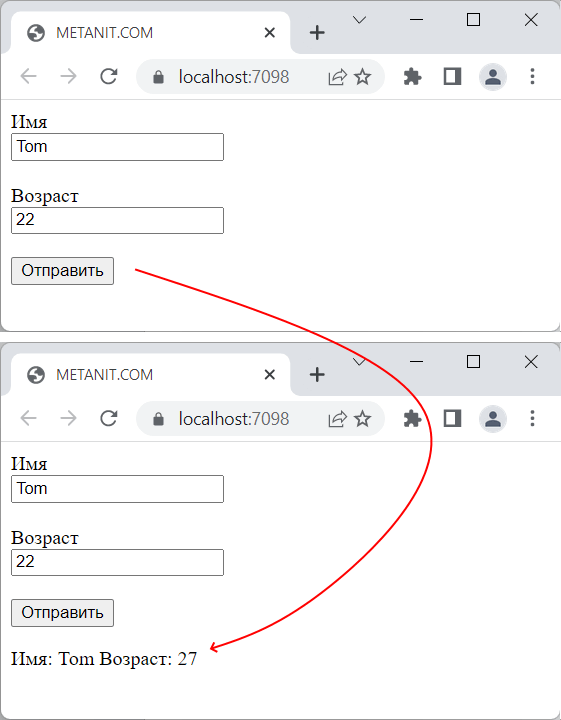 METANIT.COM
localhost:7098
Имя
Tom
Возраст
22
Отправить
METANIT.COM
localhost:7098
Имя
Tom
Возраст
22
Отправить
Имя: Tom Возраст: 27